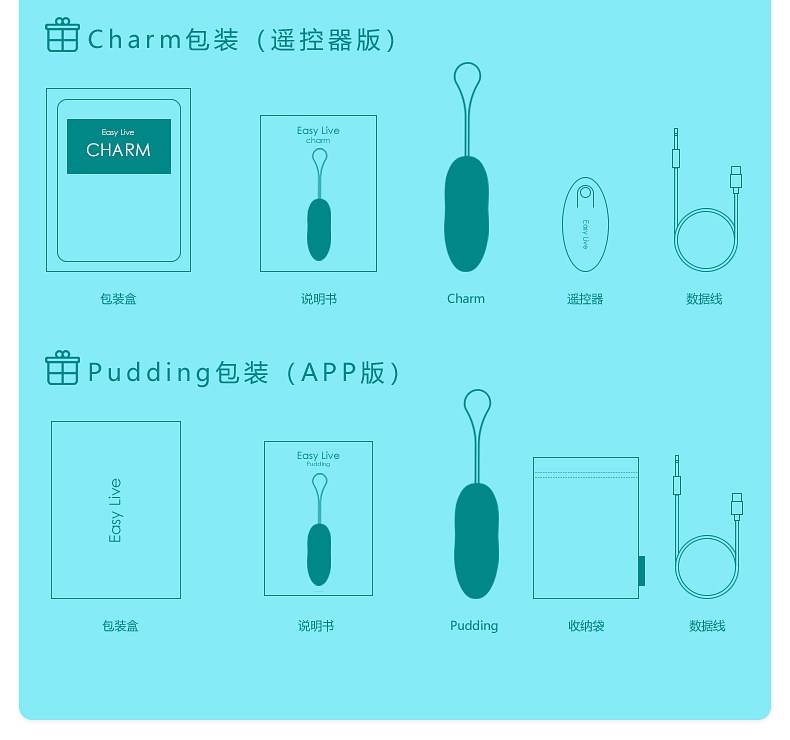 Charm包装（遥控器版）
Easy Live
CHARM
Easy Live
charm
Easy Live
包装盒
说明书
Charm
遥控器
数据线
Pudding包装（APP版）
Easy Live
Easy Live
Pudding
包装盒
说明书
Pudding
收纳袋
数据线